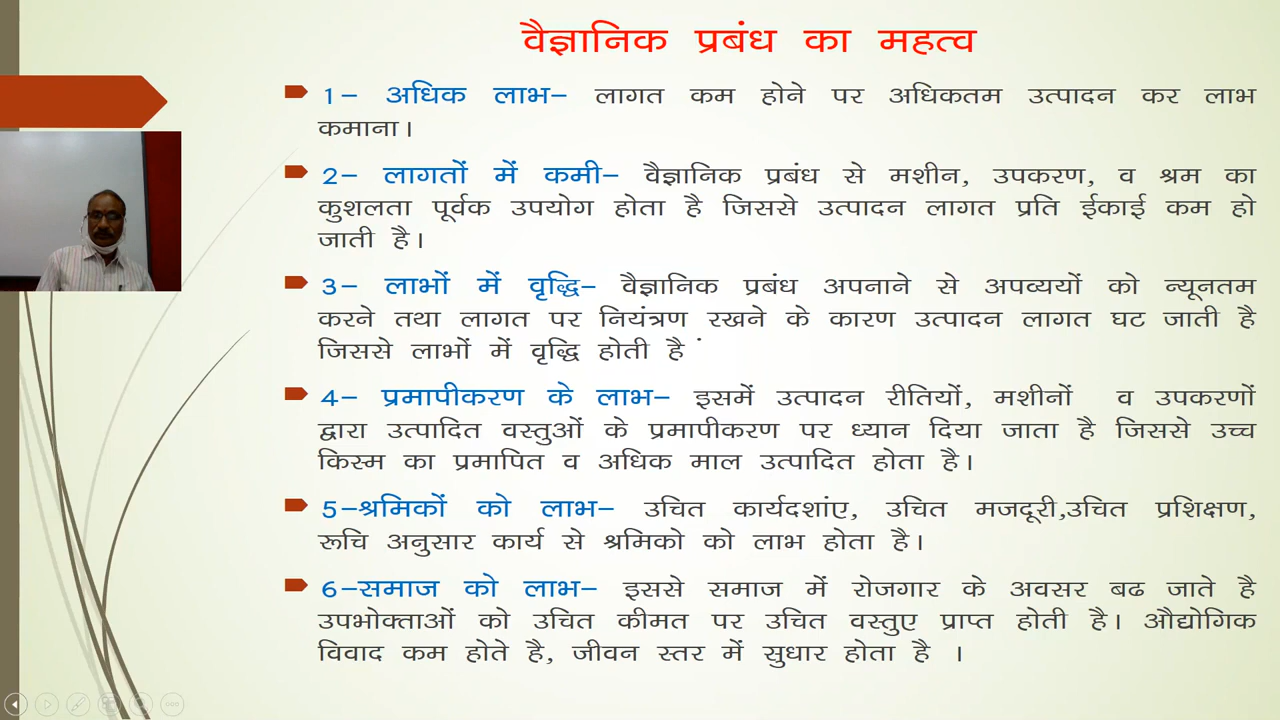 वैज्ञानिक प्रबंध का महत्व
1– अधिक लाभ– लागत कम होने पर अधिकतम उत्पादन कर लाभ
कमाना।
2– लागतों में कमी– वैज्ञानिक प्रबंध से मशीन, उपकरण, व श्रम का
कुशलता पूर्वक उपयोग होता है जिससे उत्पादन लागत प्रति ईकाई कम हो
जाती है।
3– लाभों में वृद्धि– वैज्ञानिक प्रबंध अपनाने से अपव्ययों को न्यूनतम
करने तथा लागत पर नियंत्रण रखने के कारण उत्पादन लागत घट जाती है
जिससे लाभों में वृद्धि होती है
4– प्रमापीकरण के लाभ– इसमें उत्पादन रीतियों, मशीनों व उपकरणों
द्वारा उत्पादित वस्तुओं के प्रमापीकरण पर ध्यान दिया जाता है जिससे उच्च
किस्म का प्रमापित व अधिक माल उत्पादित होता है।
5–श्रमिकों को लाभ– उचित कार्यदशांए, उचित मजदूरी,उचित प्रशिक्षण,
रूचि अनुसार कार्य से श्रमिको को लाभ होता है।
6–समाज को लाभ– इससे समाज में रोजगार के अवसर बढ जाते है
उपभोक्ताओं को उचित कीमत पर उचित वस्तुए प्राप्त होती है। औद्योगिक
विवाद कम होते है, जीवन स्तर में सुधार होता है ।